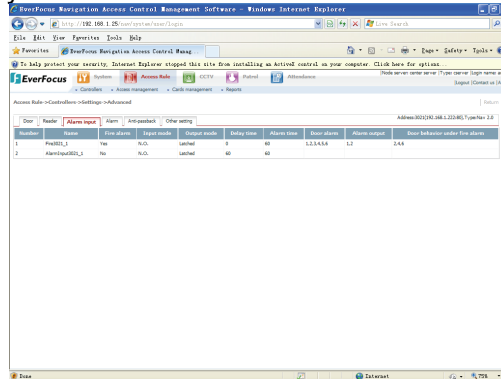 EverFocus Navigation Access Control Management Software - Windows Internet Explorer
http://192.168.1.25/nav/system/user/login
Live Search
File Edit View Favorites Tools Help
Favorites EverFocus Navigation Access Control Manag... Page Safety Tools
To help protect your security, Internet Explorer stopped this site from installing an ActiveX control on your computer. Click here for options...
EverFocus System Access Rule CCTV Patrol Attendance
Logout |Contact us |A
Controllers Access management Cards management Reports
Access Rule->Controllers->Settings->Advanced Return
Door Reader Alarm input Alarm Anti-passback Other setting
Number Name Fire alarm Input mode Output mode Delay time Alarm time Door alarm Alarm output Door behavior under fire alarm
1 Fire3021_1 Yes N.O. Latched 0 60 1,2,3,4,5,6 1,2 2,4,6
2 AlarmInput3021_1 No N.O. Latched 60 60
Done Internet 75%